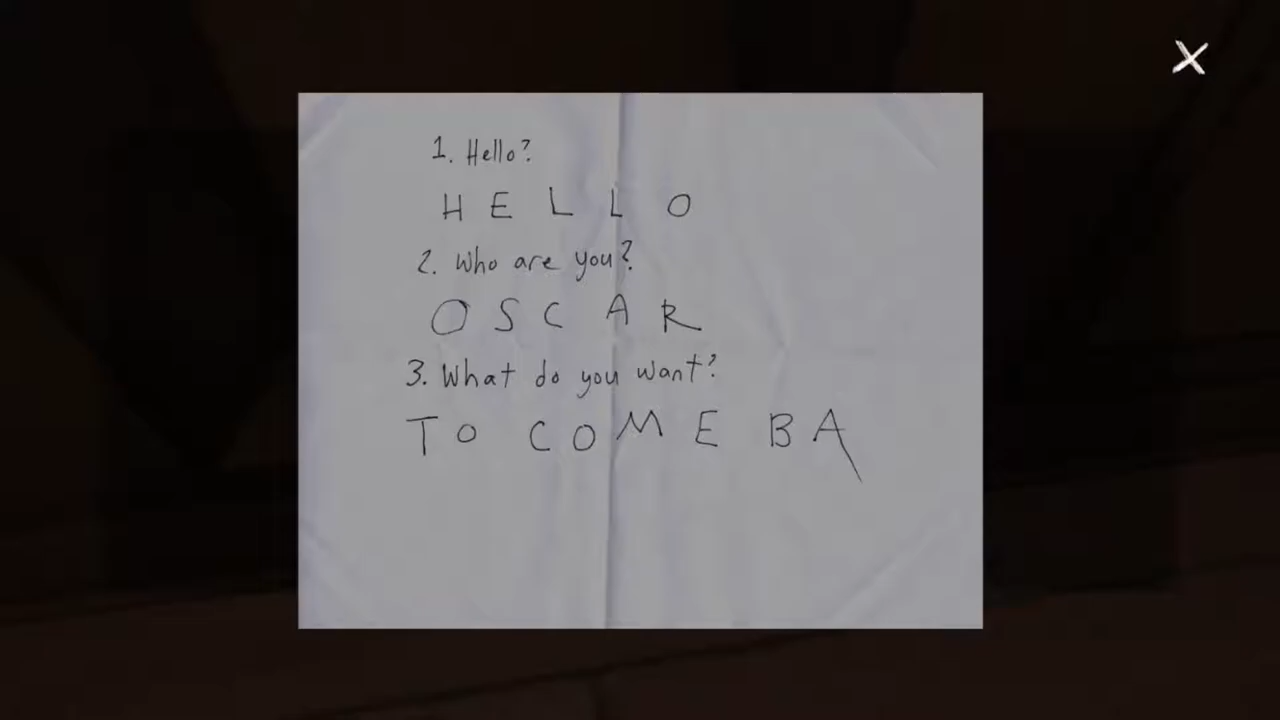 1. Hello?
H E L L O
2. Who are you?
O S C A R
3. What do you want?
T O C O M E B A